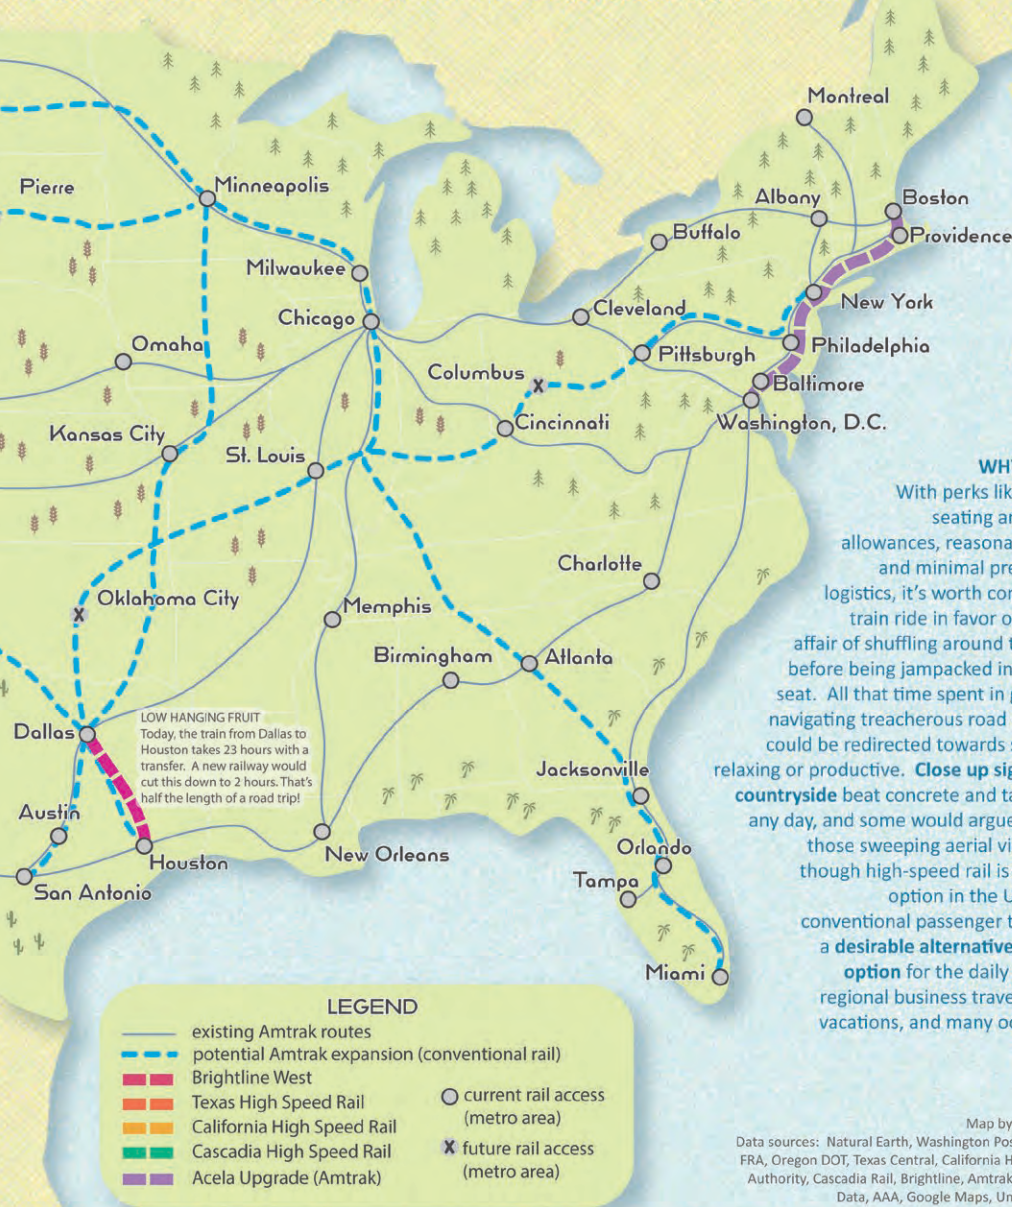 Montreal
Pierre
Minneapolis
Albany
Boston
Buffalo
Providence
Milwaukee
Chicago
Cleveland
New York
Omaha
Pittsburgh
Philadelphia
Columbus
Baltimore
Kansas City
Cincinnati
Washington, D.C.
St. Louis
WH
With perks lik
seating ar
allowances, reasona
and minimal pre
logistics, it's worth con
train ride in favor o
affair of shuffling around t
before being jampacked in
seat. All that time spent in g
navigating treacherous road
could be redirected towards s
relaxing or productive. Close up sig
countryside beat concrete and ta
any day, and some would argue
those sweeping aerial vi
though high-speed rail is
option in the U
conventional passenger t
a desirable alternative
option for the daily
regional business trave
vacations, and many oc
Charlotte
Oklahoma City
Memphis
Birmingham
Atlanta
Dallas
LOW HANGING FRUIT
Today, the train from Dallas to
Houston takes 23 hours with a
transfer. A new railway would
cut this down to 2 hours. That's
half the length of a road trip!
Jacksonville
Austin
Orlando
Houston
New Orleans
Tampa
San Antonio
Miami
LEGEND
existing Amtrak routes
potential Amtrak expansion (conventional rail)
Brightline West
Texas High Speed Rail
California High Speed Rail
Cascadia High Speed Rail
Acela Upgrade (Amtrak)
current rail access
(metro area)
X future rail access
(metro area)
Map by
Data sources: Natural Earth, Washington Pos
FRA, Oregon DOT, Texas Central, California H
Authority, Cascadia Rail, Brightline, Amtrak
Data, AAA, Google Maps, Un